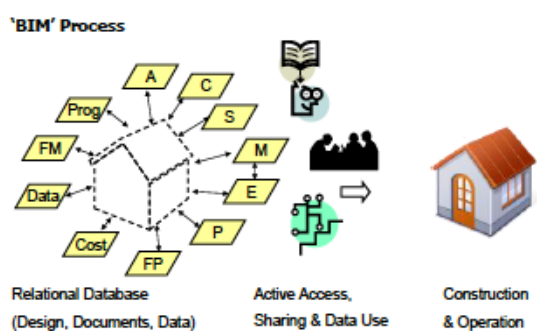 'BIM' Process
A
C
Prog
S
FM
M
Data
E
P
Cost
FP
Relational Database
(Design, Documents, Data)
Active Access,
Sharing & Data Use
Construction
& Operation